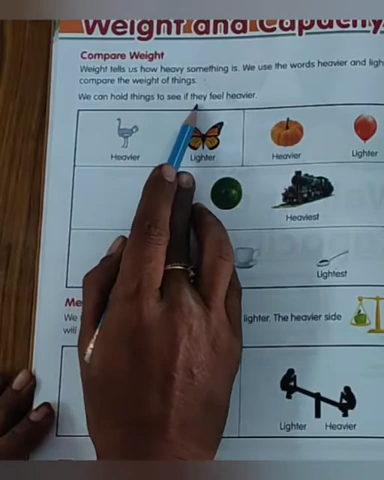 Weight and Capacity
Compare Weight
Weight tells us how heavy something is. We use the words heavier and
compare the weight of things.
We can hold things to see if they feel heavier.
Heavier Lighter Heavier Lighter
Heaviest
Lightest
We lighter. The heavier side
will
Lighter Heavier